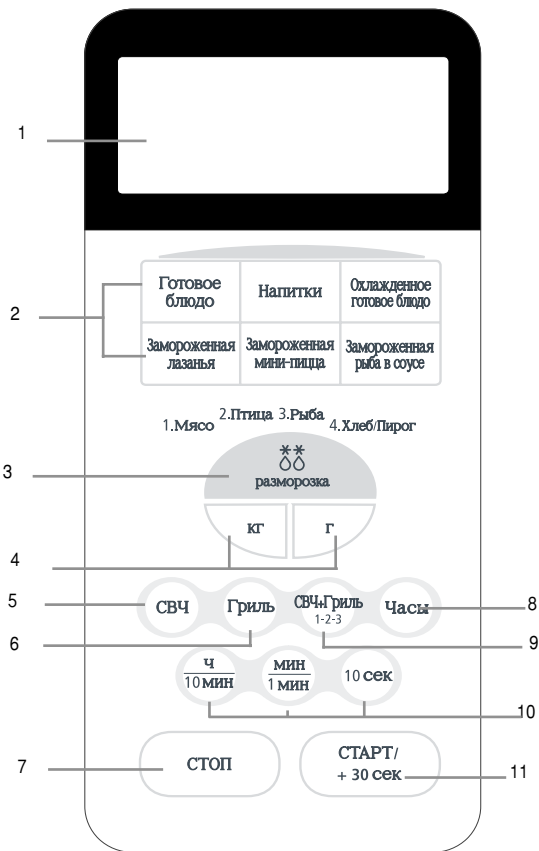 1
2
Готовое блюдо
Напитки
Охлажденное готовое блюдо
Замороженная лазанья
Замороженная мини-пицца
Замороженная рыба в соусе
1.Мясо 2.Птица 3.Рыба 4.Хлеб/Пирог
3
разморозка
4
кг
г
5
СВЧ
Гриль
СВЧ+Гриль
1-2-3
Часы
8
6
9
ч
10 мин
мин
1 мин
10 сек
10
7
СТОП
СТАРТ/
+ 30 сек
11